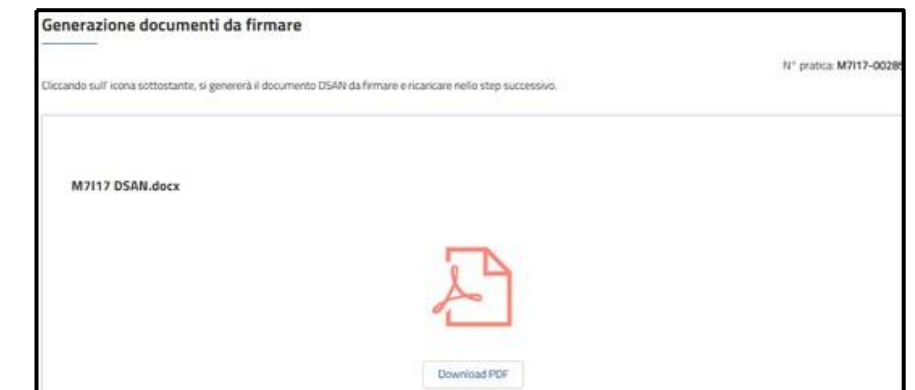 Generazione documenti da firmare
N° pratica: M7I17-00285
Cliccando sull' icona sottostante, si genererà il documento DSAN da firmare e ricaricare nello step successivo.
M7I17 DSAN.docx
Download PDF